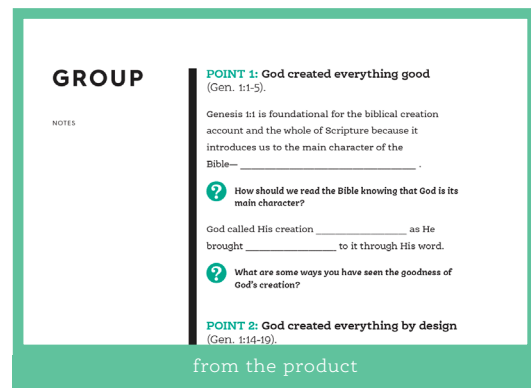 GROUP
NOTES
POINT 1: God created everything good
(Gen. 1:1-5).
Genesis 1:1 is foundational for the biblical creation
account and the whole of Scripture because it
introduces us to the main character of the
Bible— ______________________________ .
? How should we read the Bible knowing that God is its
main character?
God called His creation ________________ as He
brought ________________ to it through His word.
? What are some ways you have seen the goodness of
God's creation?
POINT 2: God created everything by design
(Gen. 1:14-19).
from the product